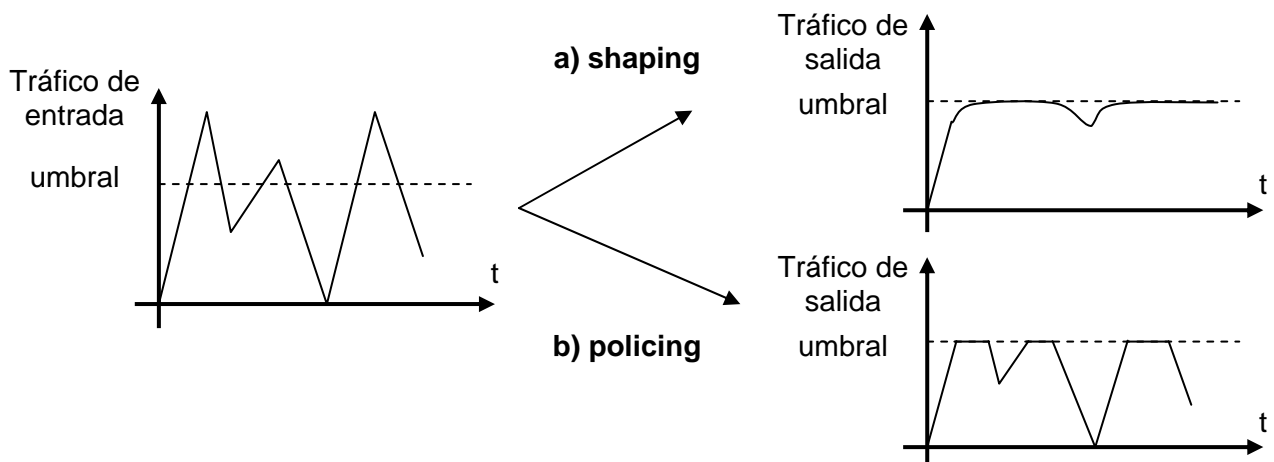 Tráfico de
entrada
umbral
t
a) shaping
Tráfico de
salida
umbral
t
b) policing
Tráfico de
salida
umbral
t